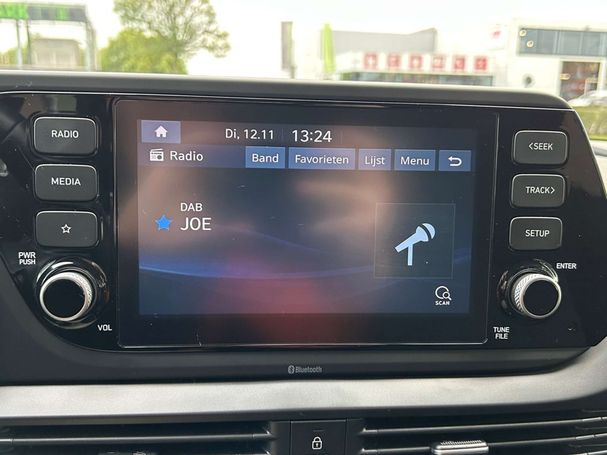 Di, 12.11 13:24
Radio Band Favorieten Lijst Menu
DAB
JOE
SCAN
RADIO
MEDIA
PWR
PUSH
VOL
<SEEK
TRACK>
SETUP
ENTER
TUNE
FILE
Bluetooth